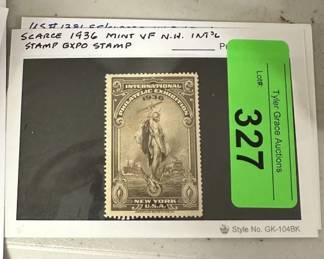 SCARCE 1936 MINT VF N.H. INT'L
STAMP EXPO STAMP
INTERNATIONAL
PHILATELIC EXHIBITION
1936
NEW YORK
U.S.A.
Lot#
327
Tyler Grace Auctions
Style No. GK-104BK